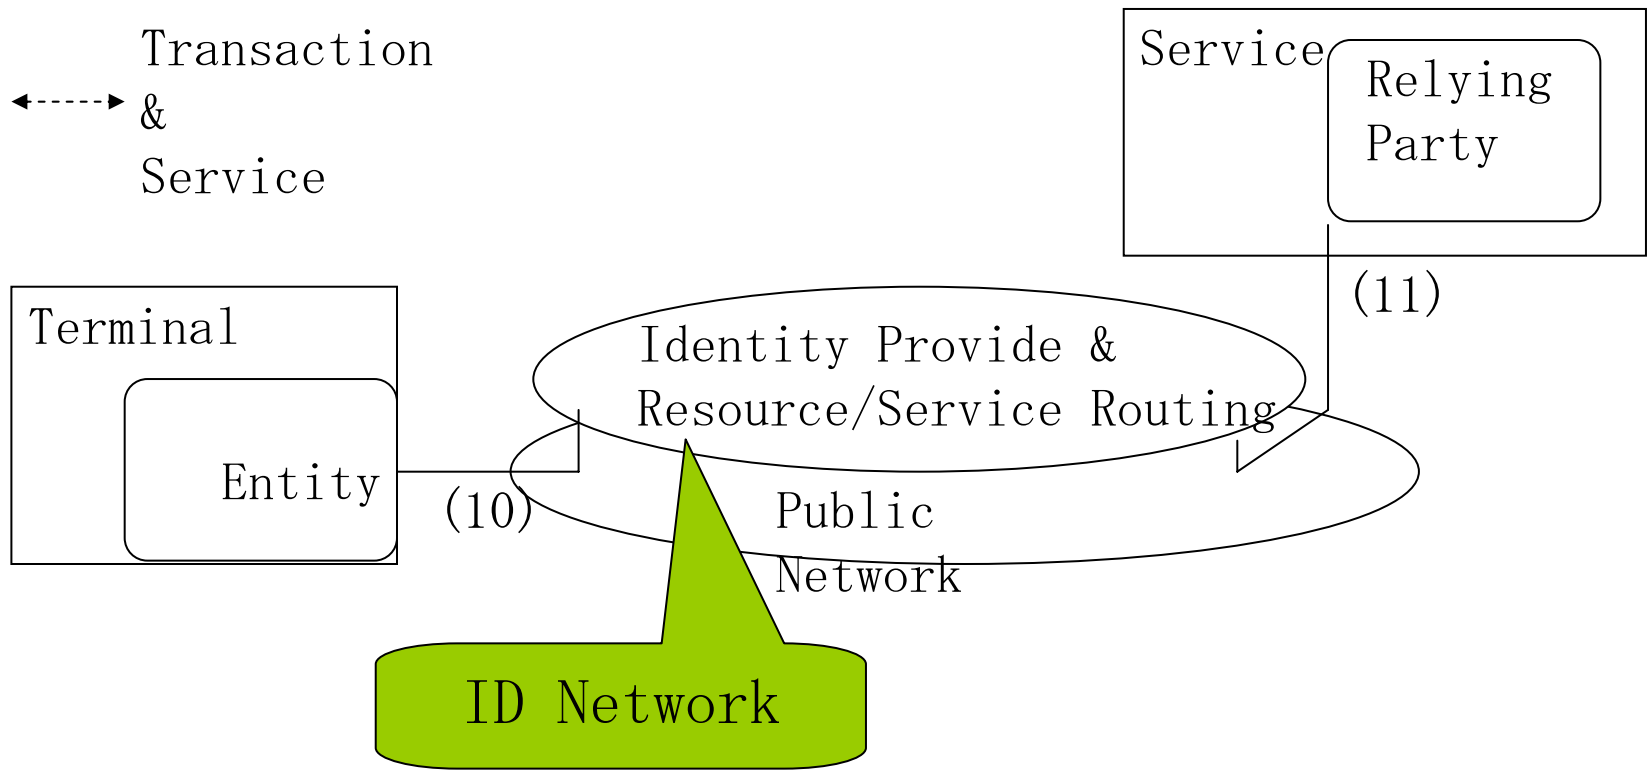 Transaction
&
Service
Service
Relying
Party
(11)
Terminal
Entity
(10)
Identity Provide &
Resource/Service Routing
Public
Network
ID Network